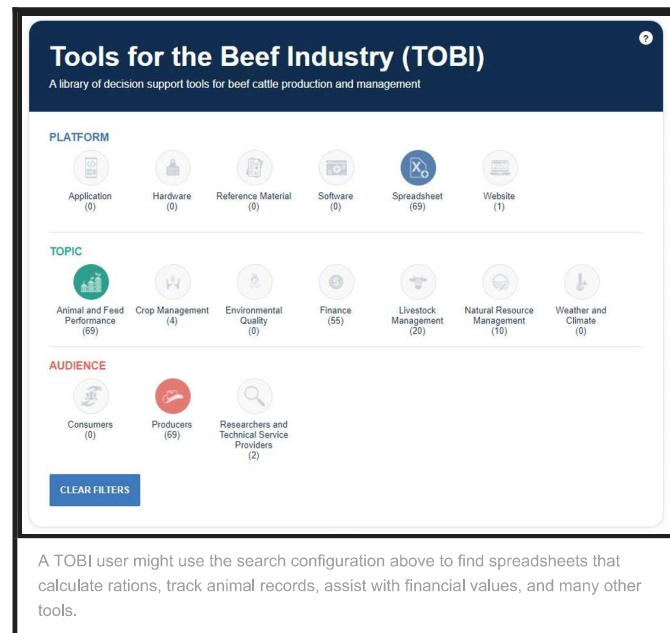 Tools for the Beef Industry (TOBI)
?
A library of decision support tools for beef cattle production and management
PLATFORM
Application
(0)
Hardware
(0)
Reference Material
(0)
Software
(0)
Spreadsheet
(69)
Website
(1)
TOPIC
Animal and Feed
Performance
(69)
Crop Management
(4)
Environmental
Quality
(0)
Finance
(55)
Livestock
Management
(20)
Natural Resource
Management
(10)
Weather and
Climate
(0)
AUDIENCE
Consumers
(0)
Producers
(69)
Researchers and
Technical Service
Providers
(2)
CLEAR FILTERS
A TOBI user might use the search configuration above to find spreadsheets that
calculate rations, track animal records, assist with financial values, and many other
tools.